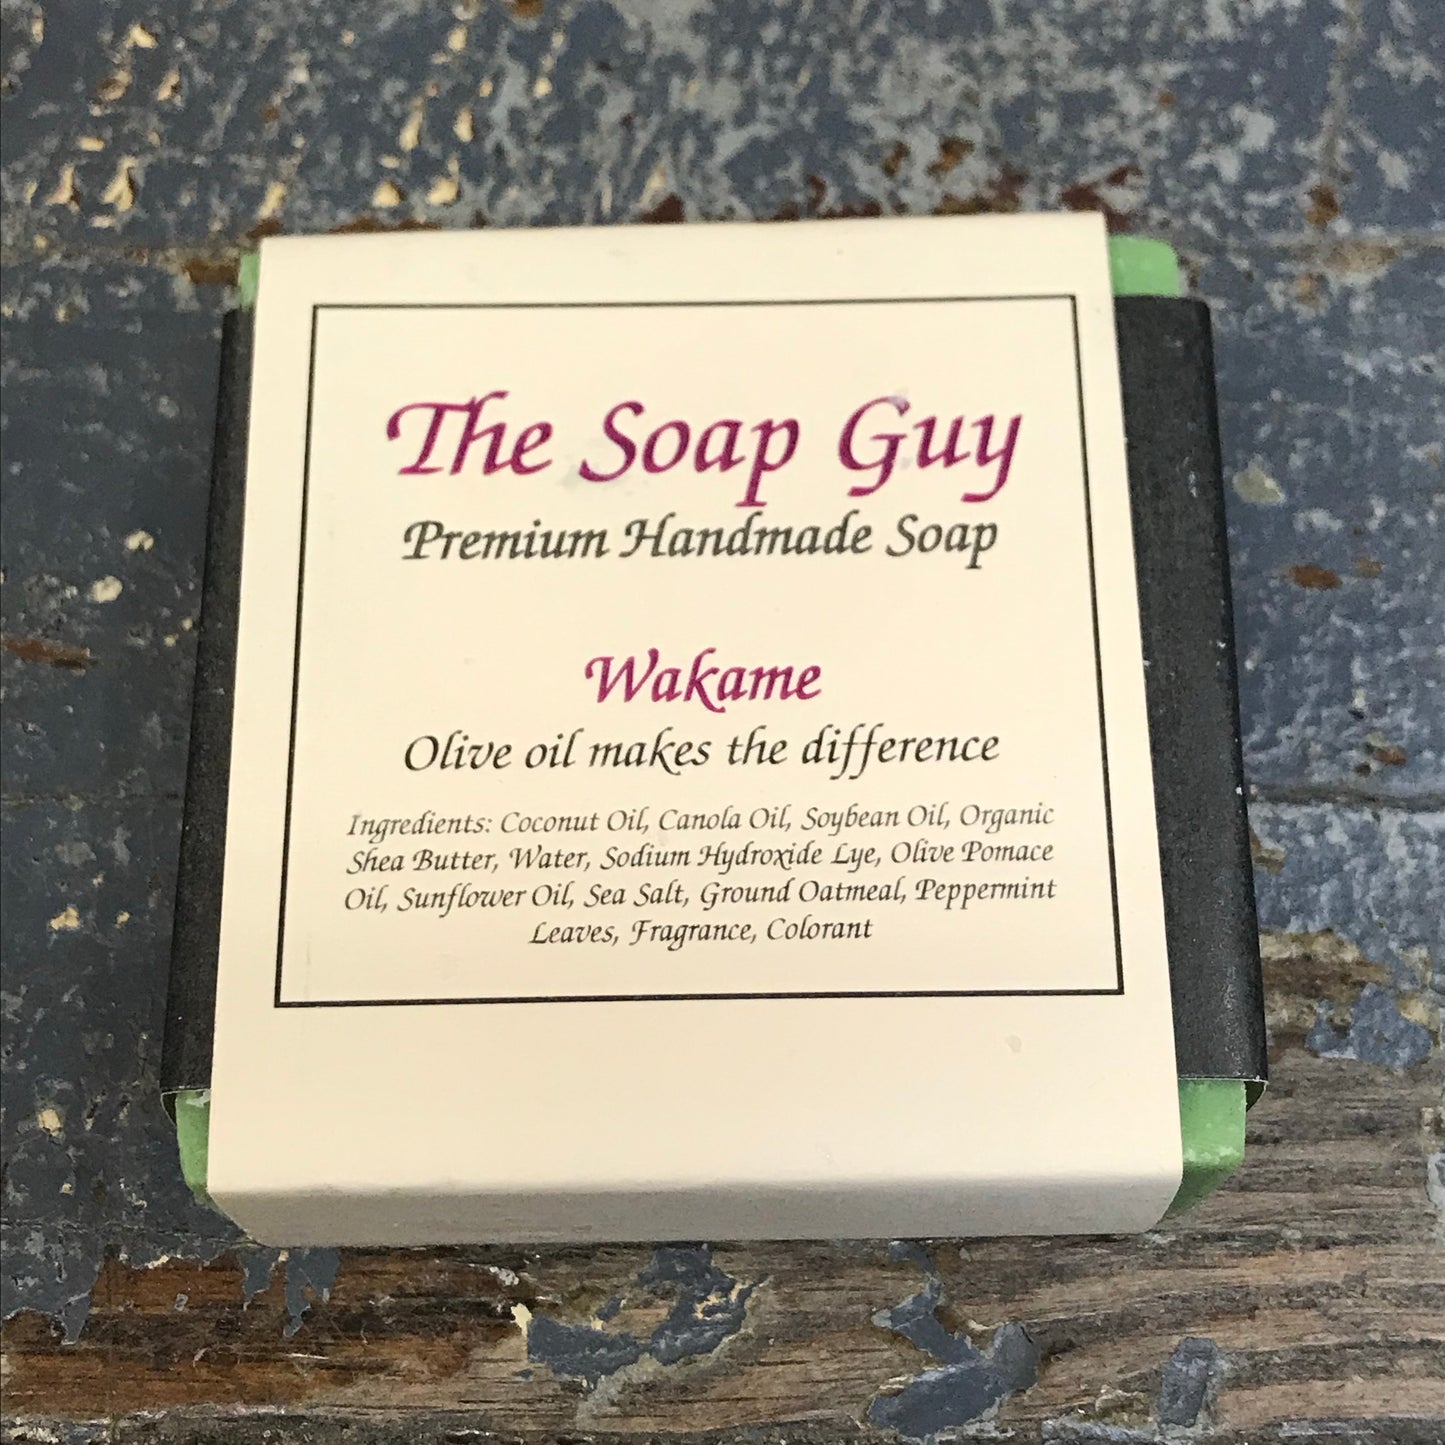 The Soap Guy
Premium Handmade Soap
Wakame
Olive oil makes the difference
Ingredients: Coconut Oil, Canola Oil, Soybean Oil, Organic
Shea Butter, Water, Sodium Hydroxide Lye, Olive Pomace
Oil, Sunflower Oil, Sea Salt, Ground Oatmeal, Peppermint
Leaves, Fragrance, Colorant